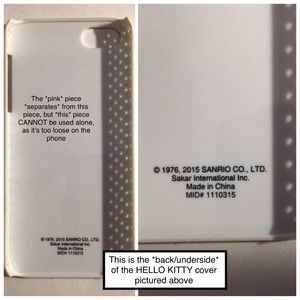 The *pink* piece
*separates* from this
piece, but *this* piece
CANNOT be used alone,
as it's too loose on the
phone
© 1976, 2015 SANRIO CO., LTD.
Sakar International Inc.
Made in China
MID# 1110315
© 1976, 2015 SANRIO CO., LTD.
Sakar International Inc.
Made in China
MID# 1110315
This is the *back/underside*
of the HELLO KITTY cover
pictured above